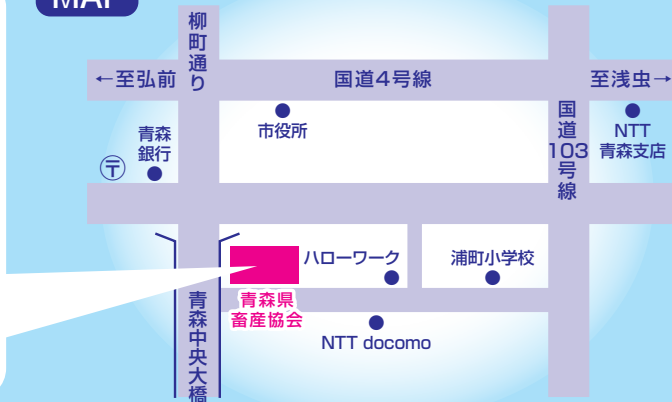 MAP
柳町通り
←至弘前
国道4号線
至浅虫→
市役所
国道103号線
NTT
青森支店
青森
銀行
〒
ハローワーク
浦町小学校
青森県
畜産協会
青森中央大橋
NTT docomo